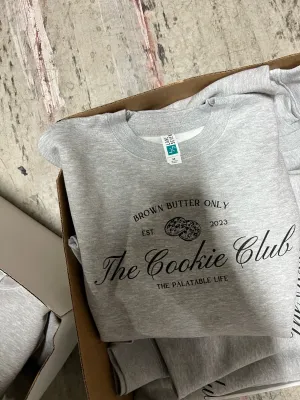 BROWN BUTTER ONLY
EST 2023
The Cookie Club
THE PALATABLE LIFE